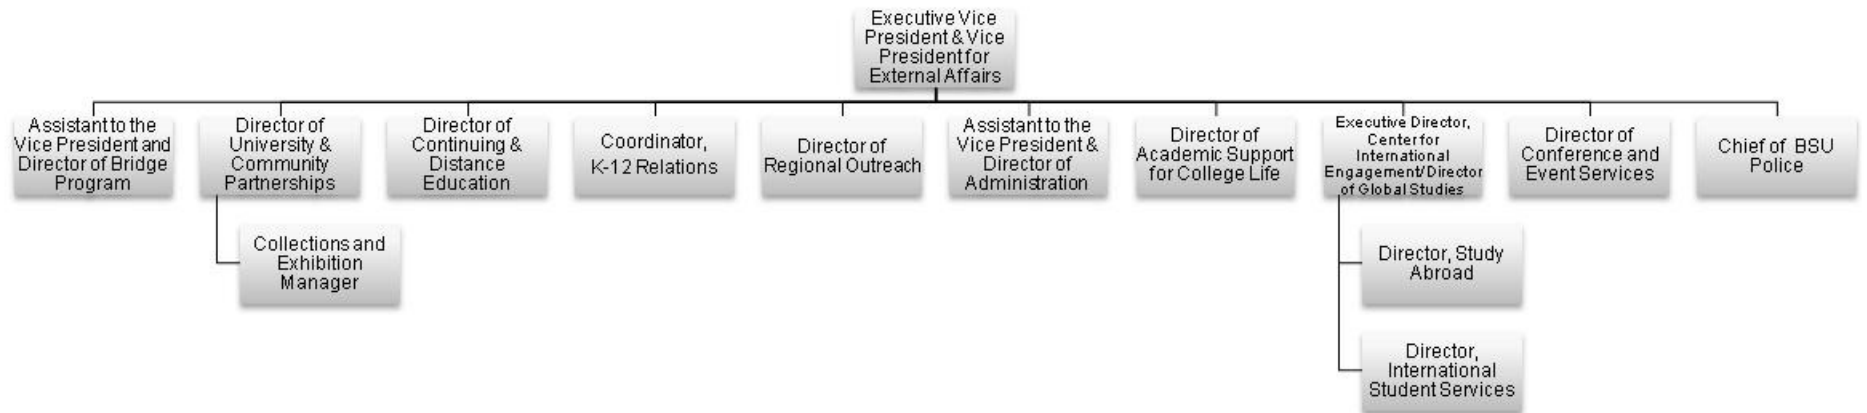 Executive Vice
President & Vice
President for
External Affairs
Assistant to the
Vice President and
Director of Bridge
Program
Director of
University &
Community
Partnerships
Director of
Continuing &
Distance
Education
Coordinator,
K-12 Relations
Director of
Regional Outreach
Assistant to the
Vice President &
Director of
Administration
Director of
Academic Support
for College Life
Executive Director,
Center for
International
Engagement/Director
of Global Studies
Director of
Conference and
Event Services
Chief of BSU
Police
Collections and
Exhibition
Manager
Director, Study
Abroad
Director,
International
Student Services